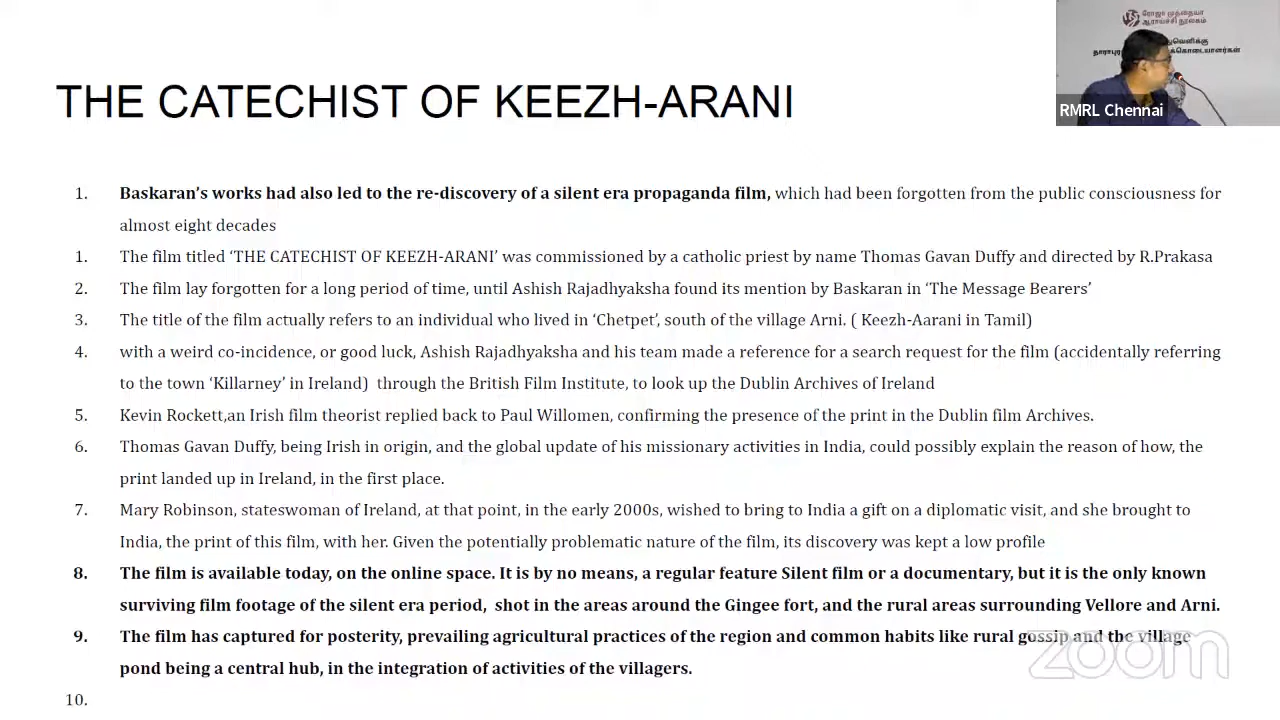 ரோஜா முத்தையா
ஆராய்ச்சி நூலகம்
RMRL Chennai
THE CATECHIST OF KEEZH-ARANI
1. Baskaran’s works had also led to the re-discovery of a silent era propaganda film, which had been forgotten from the public consciousness for
almost eight decades
1. The film titled ‘THE CATECHIST OF KEEZH-ARANI’ was commissioned by a catholic priest by name Thomas Gavan Duffy and directed by R.Prakasa
2. The film lay forgotten for a long period of time, until Ashish Rajadhyaksha found its mention by Baskaran in ‘The Message Bearers’
3. The title of the film actually refers to an individual who lived in ‘Chetpet’, south of the village Arni. ( Keezh-Aarani in Tamil)
4. with a weird co-incidence, or good luck, Ashish Rajadhyaksha and his team made a reference for a search request for the film (accidentally referring
to the town ‘Killarney’ in Ireland) through the British Film Institute, to look up the Dublin Archives of Ireland
5. Kevin Rockett,an Irish film theorist replied back to Paul Willomen, confirming the presence of the print in the Dublin film Archives.
6. Thomas Gavan Duffy, being Irish in origin, and the global update of his missionary activities in India, could possibly explain the reason of how, the
print landed up in Ireland, in the first place.
7. Mary Robinson, stateswoman of Ireland, at that point, in the early 2000s, wished to bring to India a gift on a diplomatic visit, and she brought to
India, the print of this film, with her. Given the potentially problematic nature of the film, its discovery was kept a low profile
8. The film is available today, on the online space. It is by no means, a regular feature Silent film or a documentary, but it is the only known
surviving film footage of the silent era period, shot in the areas around the Gingee fort, and the rural areas surrounding Vellore and Arni.
9. The film has captured for posterity, prevailing agricultural practices of the region and common habits like rural gossip and the village
pond being a central hub, in the integration of activities of the villagers.
10.
zoom